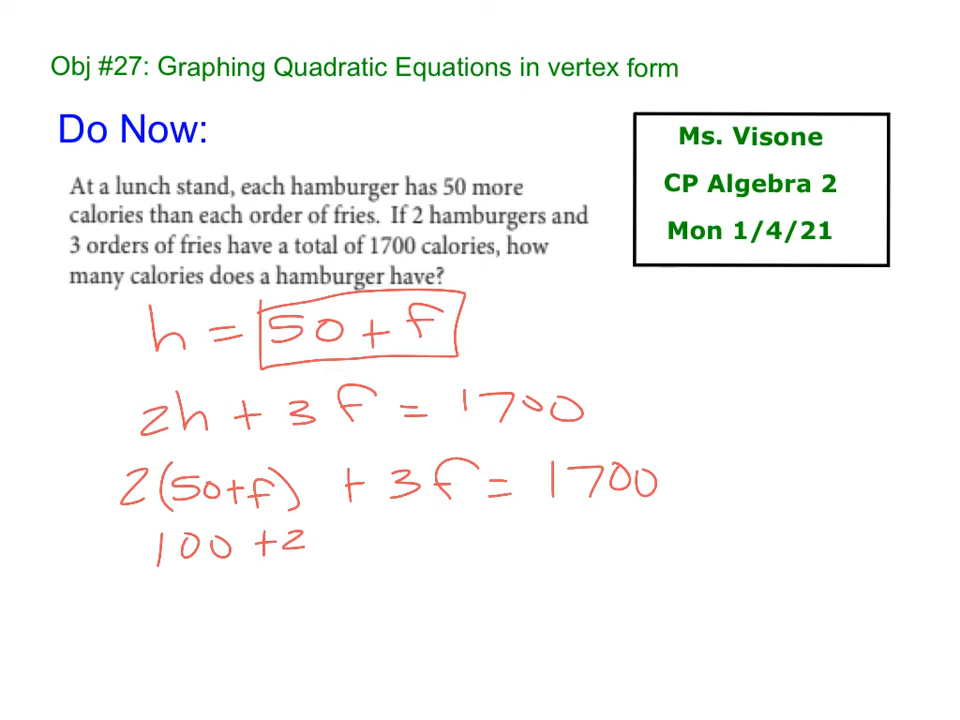 Obj #27: Graphing Quadratic Equations in vertex form
Do Now:
Ms. Visone
CP Algebra 2
Mon 1/4/21
At a lunch stand, each hamburger has 50 more
calories than each order of fries. If 2 hamburgers and
3 orders of fries have a total of 1700 calories, how
many calories does a hamburger have?
h = 50 + f
2h + 3f = 1700
2(50+f) + 3f = 1700
100 + 2